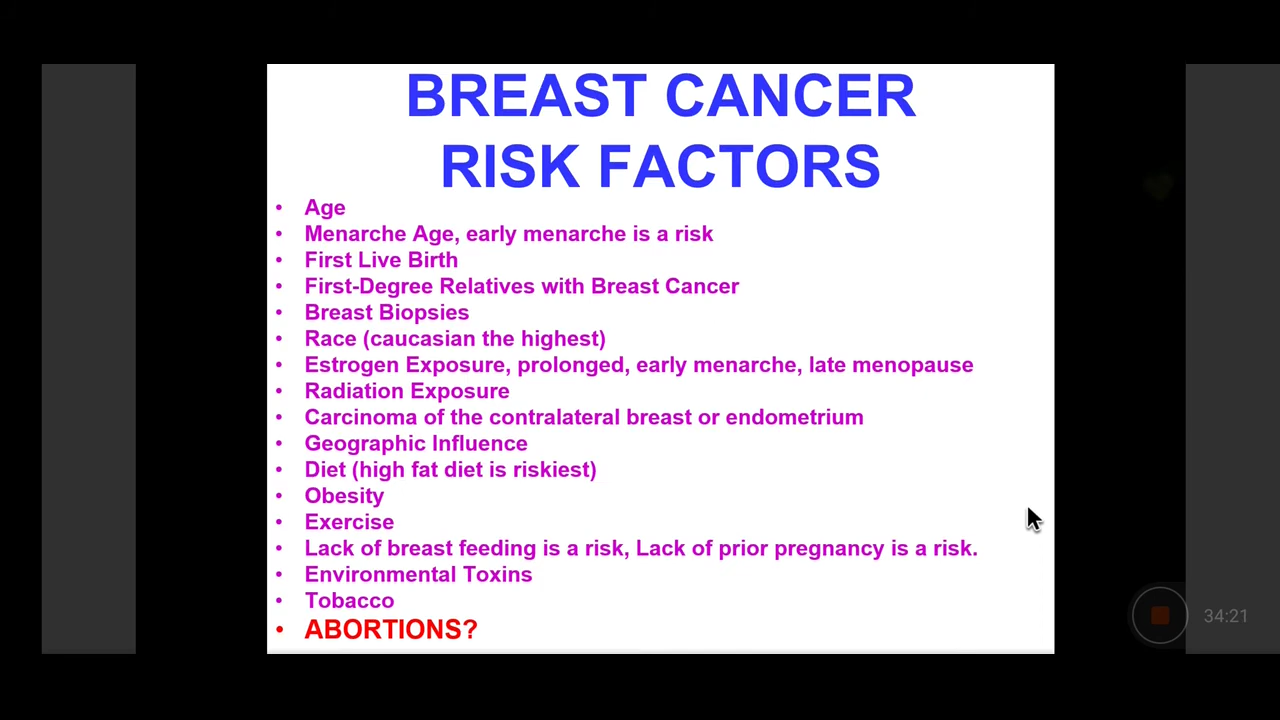 BREAST CANCER
RISK FACTORS
• Age
• Menarche Age, early menarche is a risk
• First Live Birth
• First-Degree Relatives with Breast Cancer
• Breast Biopsies
• Race (caucasian the highest)
• Estrogen Exposure, prolonged, early menarche, late menopause
• Radiation Exposure
• Carcinoma of the contralateral breast or endometrium
• Geographic Influence
• Diet (high fat diet is riskiest)
• Obesity
• Exercise
• Lack of breast feeding is a risk, Lack of prior pregnancy is a risk.
• Environmental Toxins
• Tobacco
• ABORTIONS?
34:21